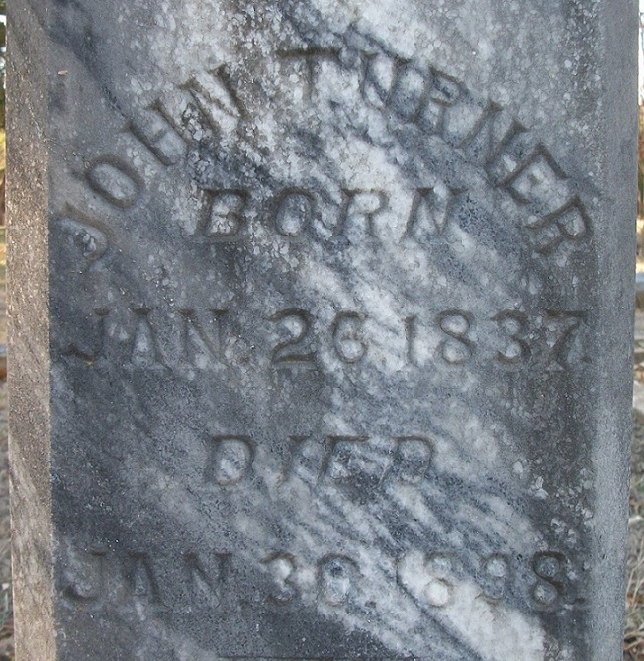 JOHN TURNER
BORN
JAN. 26 1837.
DIED
JAN. 30 1898.